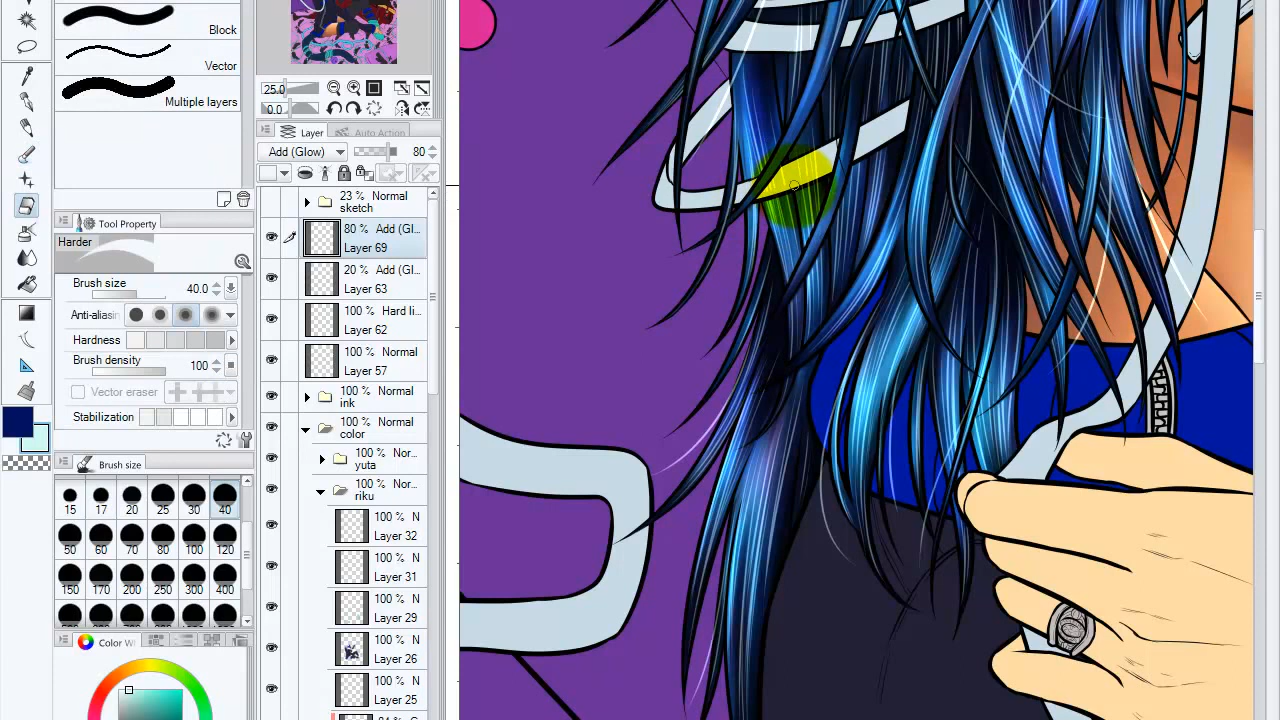 Block
Vector
Multiple layers
Tool Property
Harder
Brush size 40.0
Anti-aliasin
Hardness
Brush density 100
Vector eraser
Stabilization
Brush size
15 17 20 25 30 40
50 60 70 80 100 120
150 170 200 250 300 400
Color W
25.0
0.0
Layer Auto Action
Add (Glow) 80
23 % Normal
sketch
80 % Add (Gl...
Layer 69
20 % Add (Gl...
Layer 63
100 % Hard li...
Layer 62
100 % Normal
Layer 57
100 % Normal
ink
100 % Normal
color
100 % Nor...
yuta
100 % Nor...
riku
100 % N
Layer 32
100 % N
Layer 31
100 % N
Layer 29
100 % N
Layer 26
100 % N
Layer 25